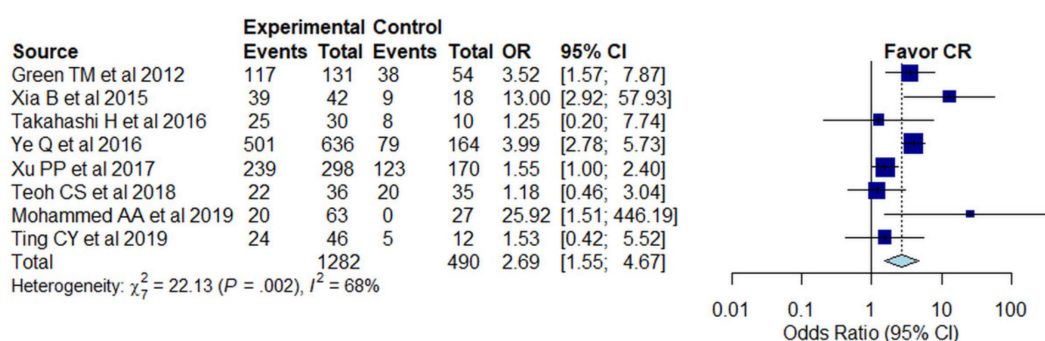 Experimental Control
Source Events Total Events Total OR 95% CI Favor CR
Green TM et al 2012 117 131 38 54 3.52 [1.57; 7.87]
Xia B et al 2015 39 42 9 18 13.00 [2.92; 57.93]
Takahashi H et al 2016 25 30 8 10 1.25 [0.20; 7.74]
Ye Q et al 2016 501 636 79 164 3.99 [2.78; 5.73]
Xu PP et al 2017 239 298 123 170 1.55 [1.00; 2.40]
Teoh CS et al 2018 22 36 20 35 1.18 [0.46; 3.04]
Mohammed AA et al 2019 20 63 0 27 25.92 [1.51; 446.19]
Ting CY et al 2019 24 46 5 12 1.53 [0.42; 5.52]
Total 1282 490 2.69 [1.55; 4.67]
Heterogeneity: χ²₇ = 22.13 (P = .002), I² = 68%
0.01 0.1 1 10 100
Odds Ratio (95% CI)